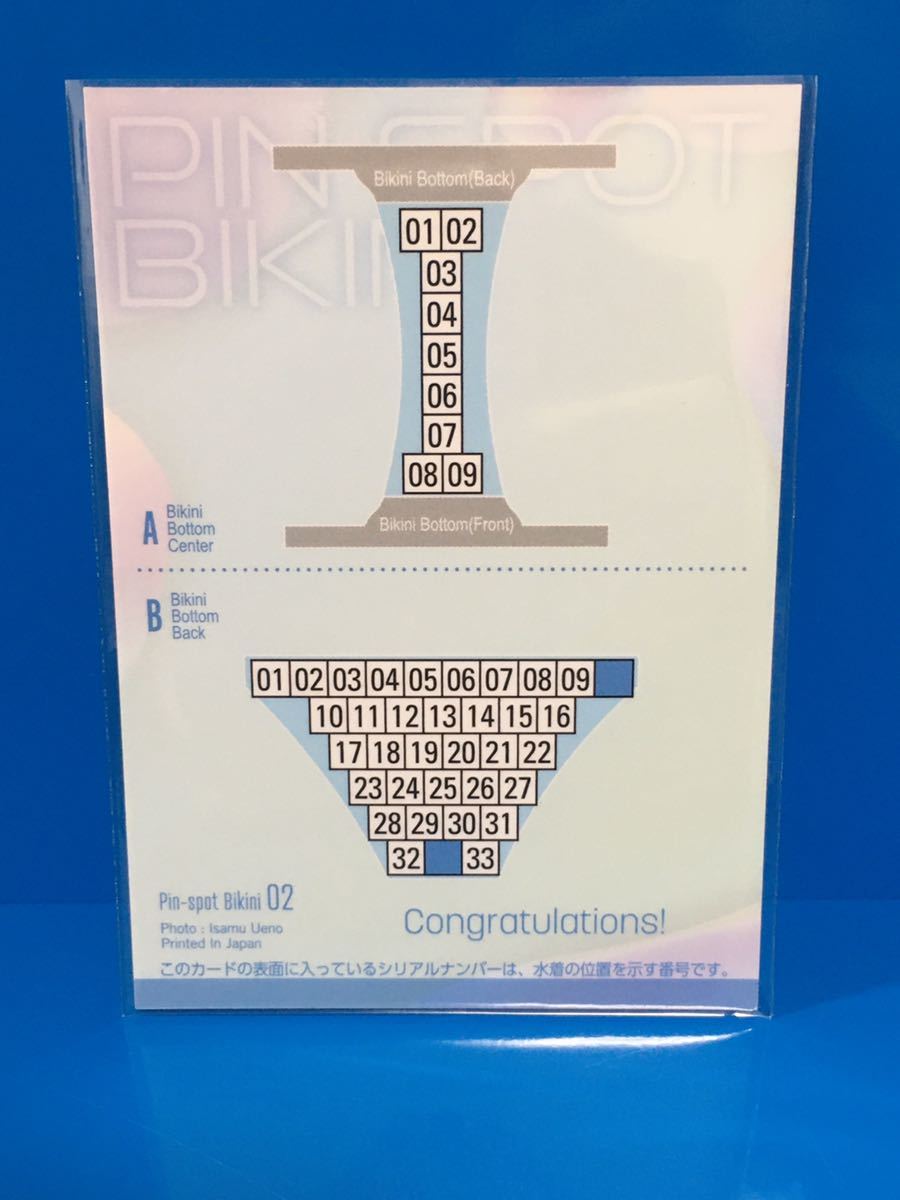 PIN SPOT
BIKINI
Bikini Bottom(Back)
01 02
03
04
05
06
07
08 09
Bikini Bottom(Front)
A
Bikini
Bottom
Center
B
Bikini
Bottom
Back
01 02 03 04 05 06 07 08 09
10 11 12 13 14 15 16
17 18 19 20 21 22
23 24 25 26 27
28 29 30 31
32 33
Pin-spot Bikini 02
Photo : Isamu Ueno
Printed In Japan
Congratulations!
このカードの表面に入っているシリアルナンバーは、水着の位置を示す番号です。